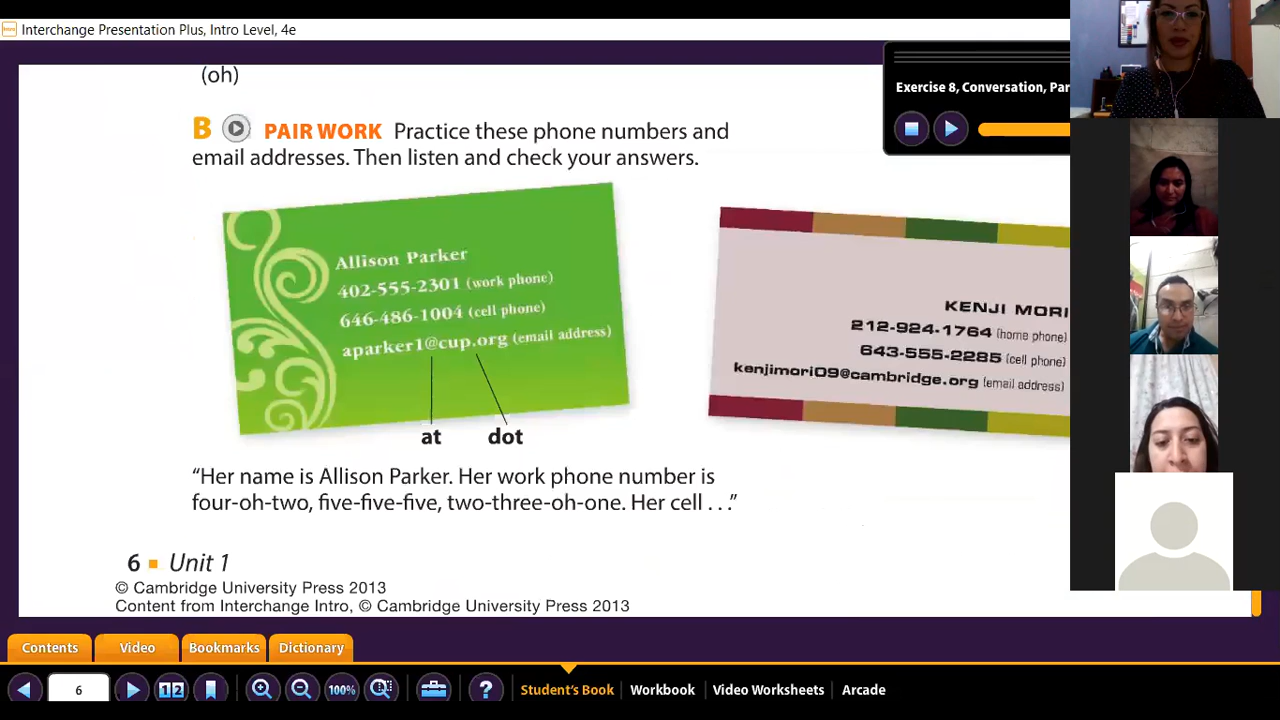 Interchange Presentation Plus, Intro Level, 4e
(oh)
Exercise 8, Conversation, Par
B PAIR WORK Practice these phone numbers and
email addresses. Then listen and check your answers.
Allison Parker
402-555-2301 (work phone)
646-486-1004 (cell phone)
aparker1@cup.org (email address)
at dot
KENJI MORI
212-924-1764 (home phone)
643-555-2285 (cell phone)
kenjimori09@cambridge.org (email address)
“Her name is Allison Parker. Her work phone number is
four-oh-two, five-five-five, two-three-oh-one. Her cell . . .”
6 Unit 1
© Cambridge University Press 2013
Content from Interchange Intro, © Cambridge University Press 2013
Contents Video Bookmarks Dictionary
6 1 2 100% ? Student's Book Workbook Video Worksheets Arcade